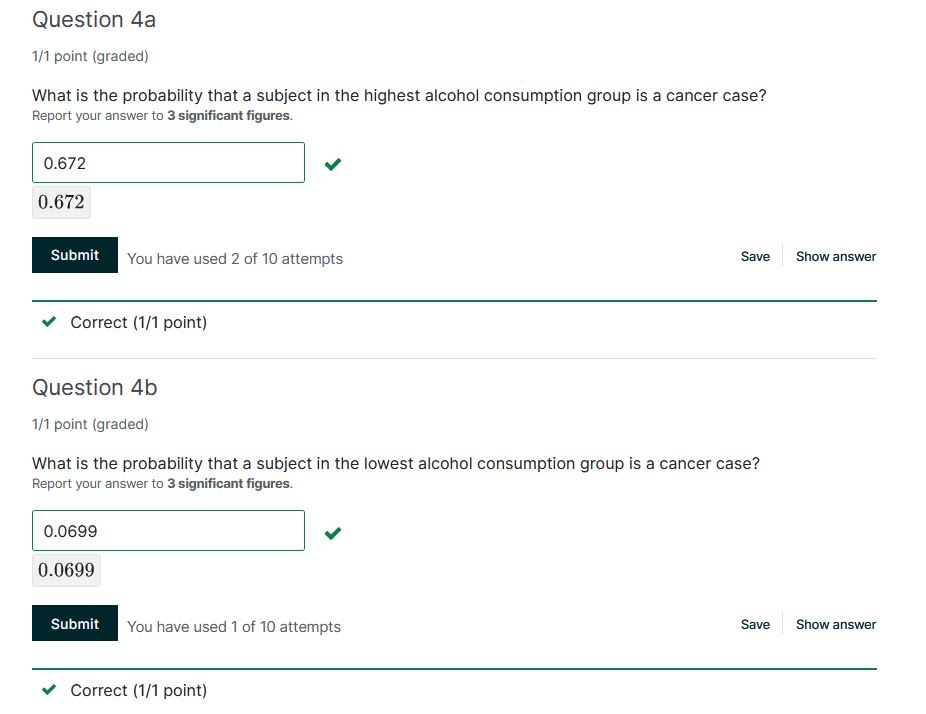 Question 4a
1/1 point (graded)
What is the probability that a subject in the highest alcohol consumption group is a cancer case?
Report your answer to 3 significant figures.
0.672
0.672
Submit You have used 2 of 10 attempts Save Show answer
Correct (1/1 point)
Question 4b
1/1 point (graded)
What is the probability that a subject in the lowest alcohol consumption group is a cancer case?
Report your answer to 3 significant figures.
0.0699
0.0699
Submit You have used 1 of 10 attempts Save Show answer
Correct (1/1 point)